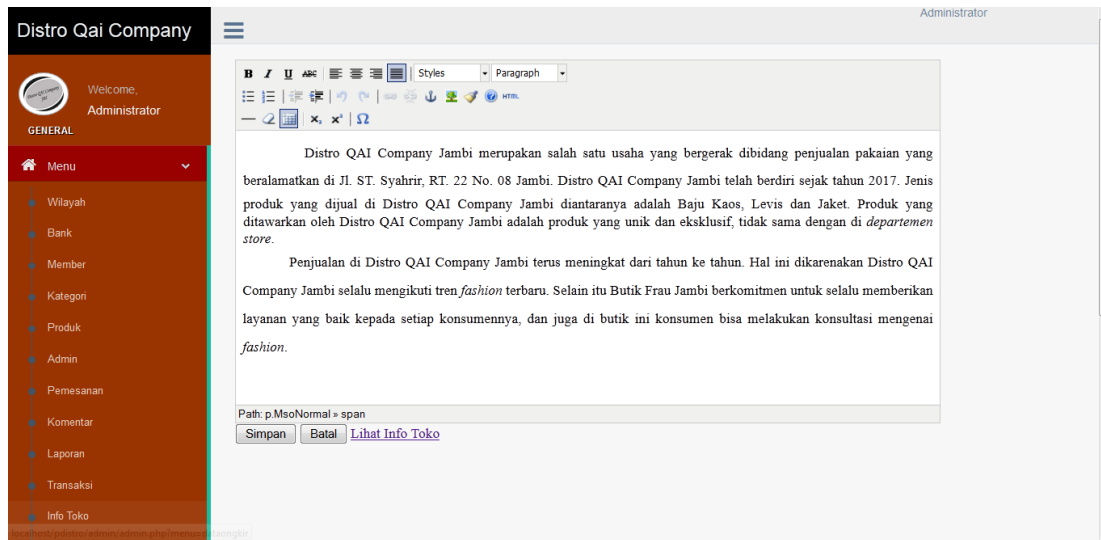 Administrator
Distro Qai Company
Welcome,
Administrator
GENERAL
Menu
Wilayah
Bank
Member
Kategori
Produk
Admin
Pemesanan
Komentar
Laporan
Transaksi
Info Toko
B I U ABC Styles Paragraph
HTML
x₂ x² Ω
Distro QAI Company Jambi merupakan salah satu usaha yang bergerak dibidang penjualan pakaian yang
beralamatkan di Jl. ST. Syahrir, RT. 22 No. 08 Jambi. Distro QAI Company Jambi telah berdiri sejak tahun 2017. Jenis
produk yang dijual di Distro QAI Company Jambi diantaranya adalah Baju Kaos, Levis dan Jaket. Produk yang
ditawarkan oleh Distro QAI Company Jambi adalah produk yang unik dan eksklusif, tidak sama dengan di departemen
store.
Penjualan di Distro QAI Company Jambi terus meningkat dari tahun ke tahun. Hal ini dikarenakan Distro QAI
Company Jambi selalu mengikuti tren fashion terbaru. Selain itu Butik Frau Jambi berkomitmen untuk selalu memberikan
layanan yang baik kepada setiap konsumennya, dan juga di butik ini konsumen bisa melakukan konsultasi mengenai
fashion.
Path: p.MsoNormal » span
Simpan Batal Lihat Info Toko